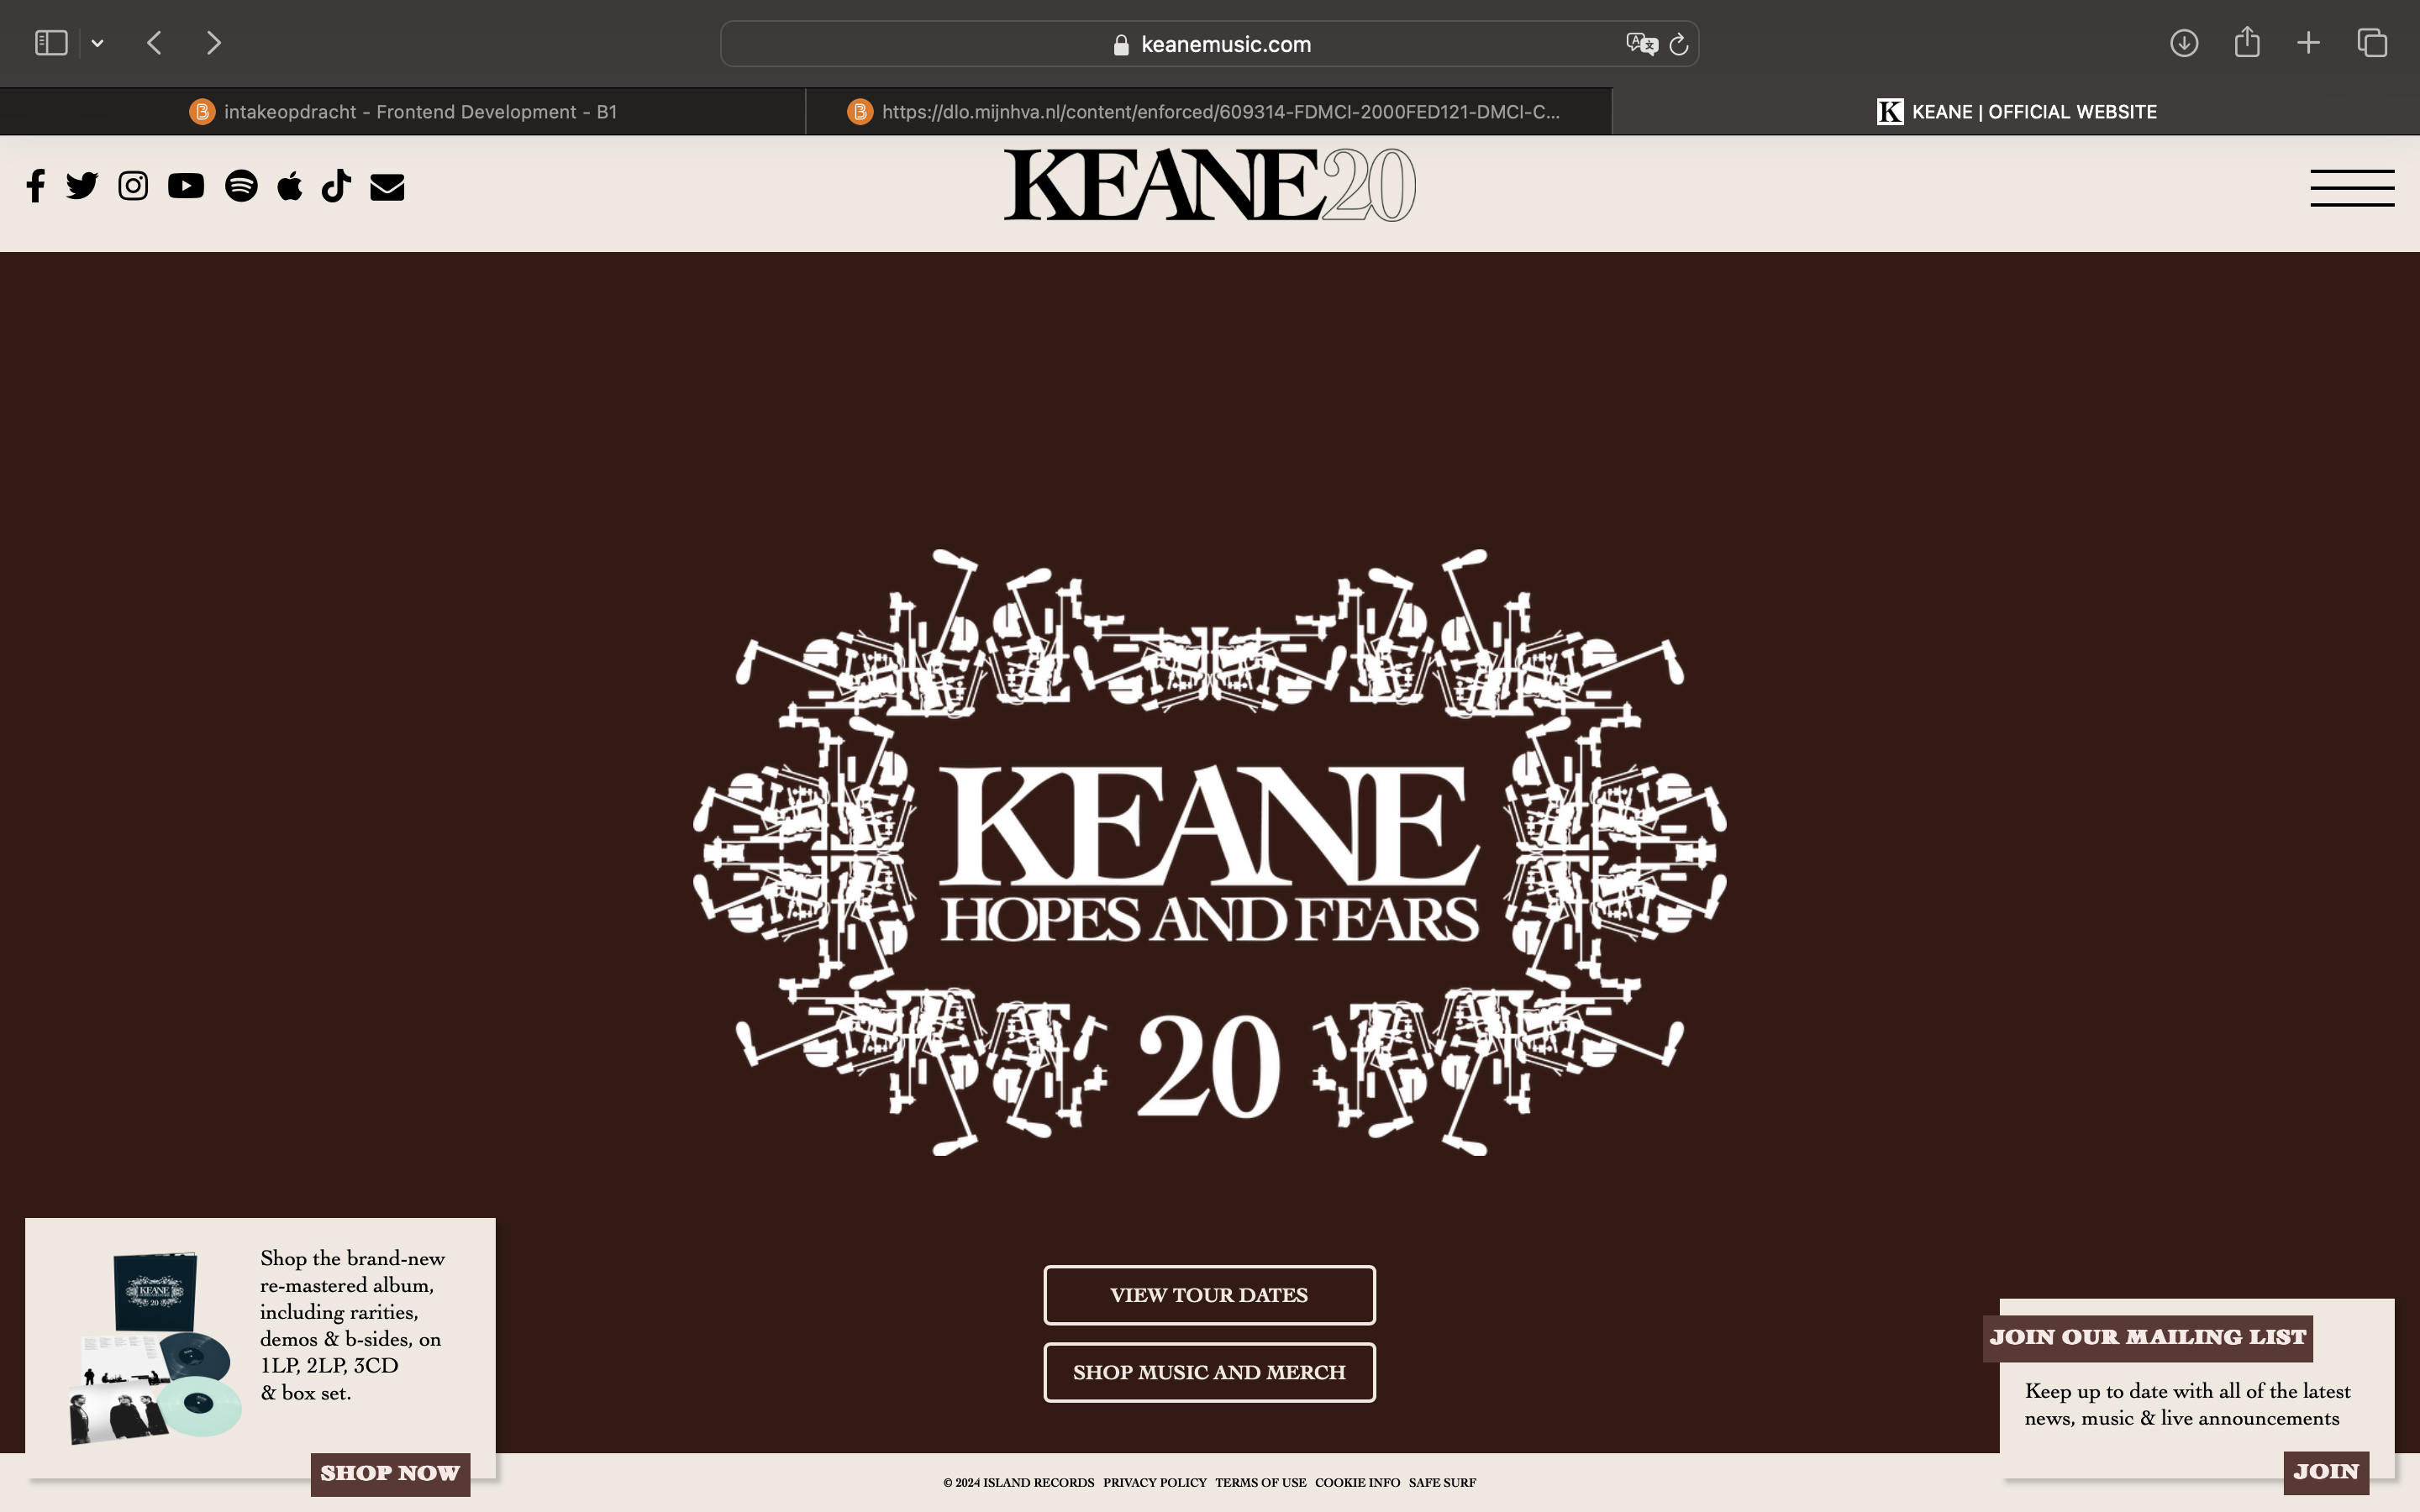 keanemusic.com
intakeopdracht - Frontend Development - B1
https://dlo.mijnhva.nl/content/enforced/609314-FDMCI-2000FED121-DMCI-C...
KEANE | OFFICIAL WEBSITE
KEANE20
KEANE
HOPES AND FEARS
20
Shop the brand-new
re-mastered album,
including rarities,
demos & b-sides, on
1LP, 2LP, 3CD
& box set.
KEANE
20
SHOP NOW
VIEW TOUR DATES
SHOP MUSIC AND MERCH
JOIN OUR MAILING LIST
Keep up to date with all of the latest
news, music & live announcements
JOIN
© 2024 ISLAND RECORDS PRIVACY POLICY TERMS OF USE COOKIE INFO SAFE SURF